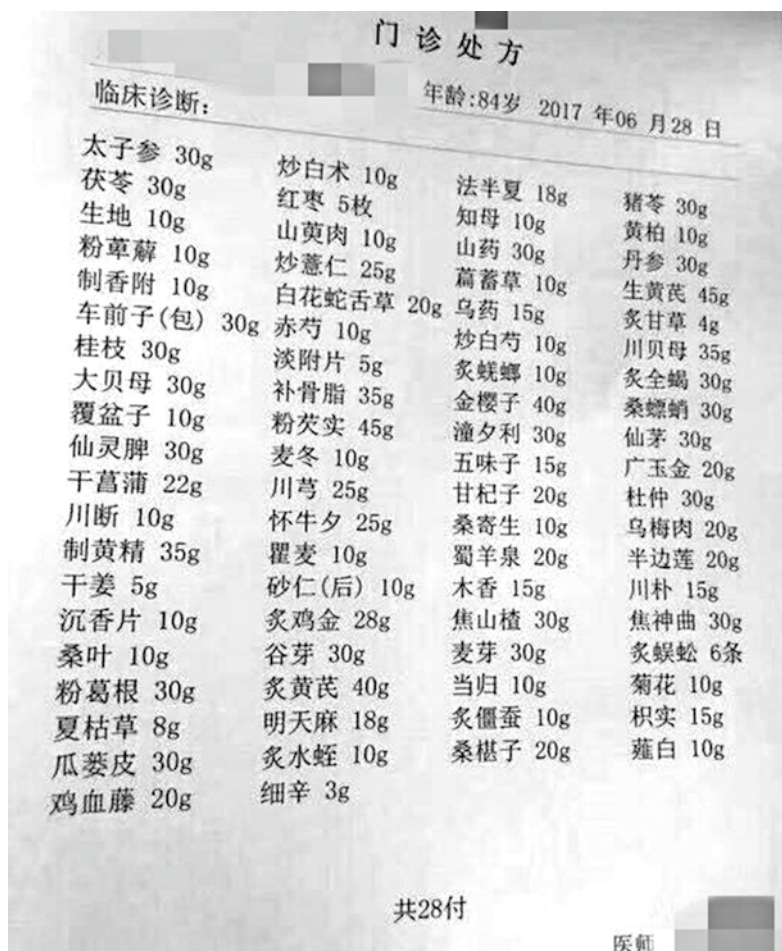 门诊处方
临床诊断： 年龄:84岁 2017 年06 月28 日
太子参 30g 炒白术 10g 法半夏 18g 猪苓 30g
茯苓 30g 红枣 5枚 知母 10g 黄柏 10g
生地 10g 山萸肉 10g 山药 30g 丹参 30g
粉萆薢 10g 炒薏仁 25g 萹蓄草 10g 生黄芪 45g
制香附 10g 白花蛇舌草 20g 乌药 15g 炙甘草 4g
车前子(包) 30g 赤芍 10g 炒白芍 10g 川贝母 35g
桂枝 30g 淡附片 5g 炙蜣螂 10g 炙全蝎 30g
大贝母 30g 补骨脂 35g 金樱子 40g 桑螵蛸 30g
覆盆子 10g 粉芡实 45g 潼夕利 30g 仙茅 30g
仙灵脾 30g 麦冬 10g 五味子 15g 广玉金 20g
干菖蒲 22g 川芎 25g 甘杞子 20g 杜仲 30g
川断 10g 怀牛夕 25g 桑寄生 10g 乌梅肉 20g
制黄精 35g 瞿麦 10g 蜀羊泉 20g 半边莲 20g
干姜 5g 砂仁(后) 10g 木香 15g 川朴 15g
沉香片 10g 炙鸡金 28g 焦山楂 30g 焦神曲 30g
桑叶 10g 谷芽 30g 麦芽 30g 炙蜈蚣 6条
粉葛根 30g 炙黄芪 40g 当归 10g 菊花 10g
夏枯草 8g 明天麻 18g 炙僵蚕 10g 枳实 15g
瓜蒌皮 30g 炙水蛭 10g 桑椹子 20g 薤白 10g
鸡血藤 20g 细辛 3g
共28付
医师